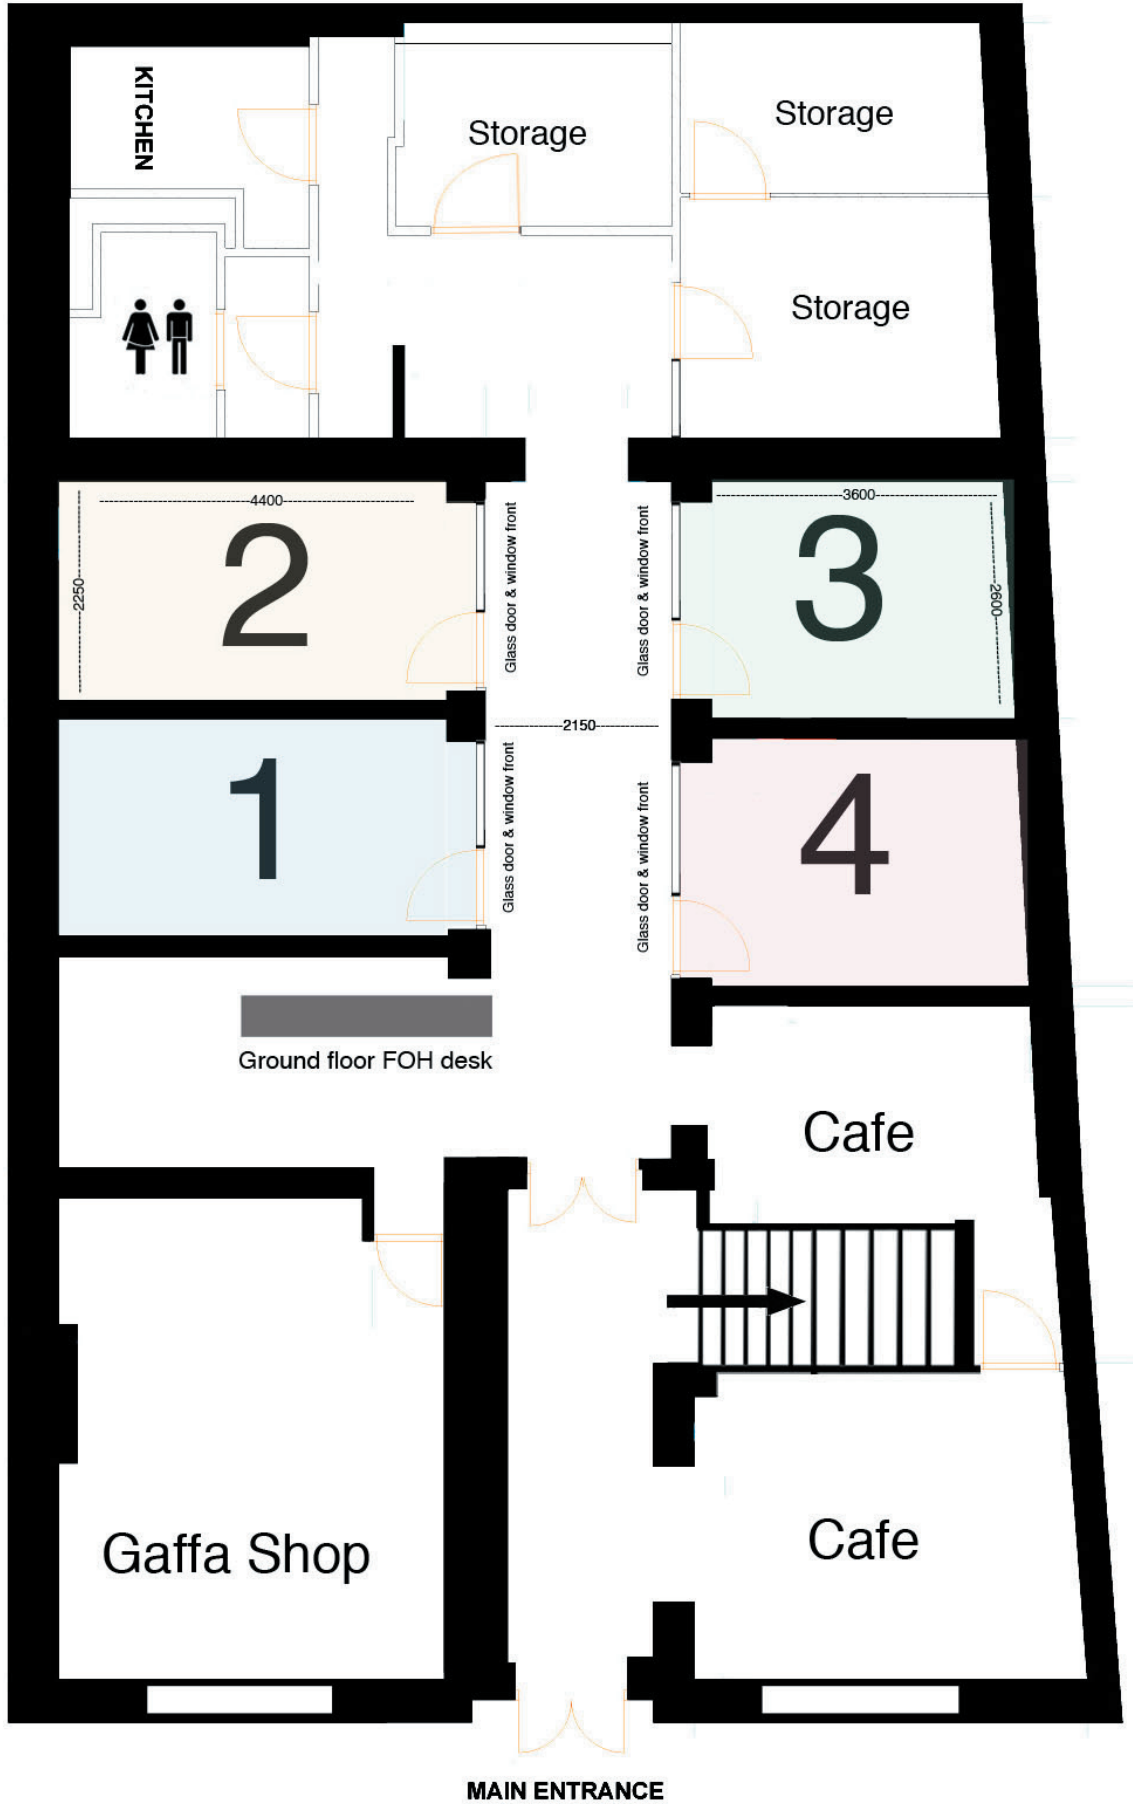 KITCHEN
Storage
Storage
Storage
4400
2
2250
Glass door & window front
Glass door & window front
3600
3
2600
2150
1
Glass door & window front
Glass door & window front
4
Ground floor FOH desk
Cafe
Gaffa Shop
Cafe
MAIN ENTRANCE